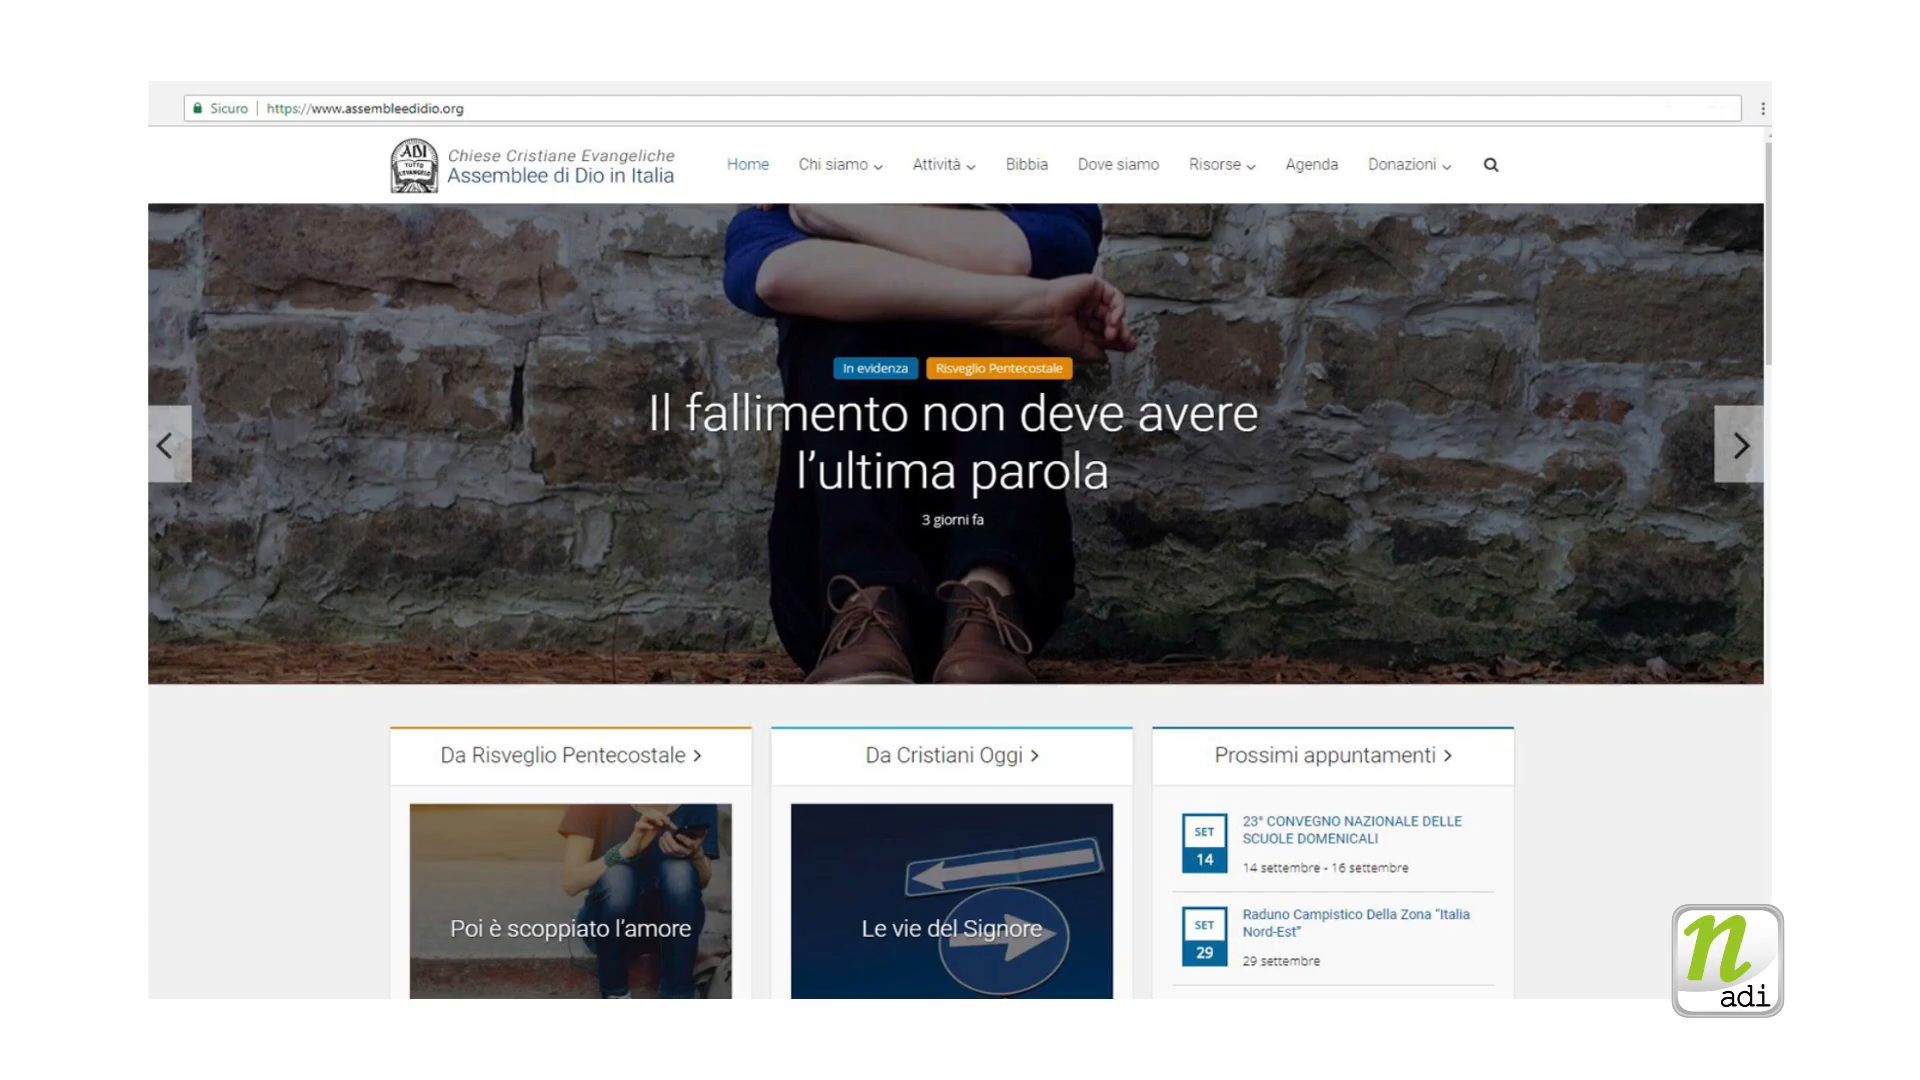 Sicuro | https://www.assembleedidio.org
ADI
TUTTO
L'EVANGELO
Chiese Cristiane Evangeliche
Assemblee di Dio in Italia
Home Chi siamo Attività Bibbia Dove siamo Risorse Agenda Donazioni
In evidenza Risveglio Pentecostale
Il fallimento non deve avere
l’ultima parola
3 giorni fa
Da Risveglio Pentecostale
Poi è scoppiato l’amore
Da Cristiani Oggi
Le vie del Signore
Prossimi appuntamenti
SET
14
23° CONVEGNO NAZIONALE DELLE
SCUOLE DOMENICALI
14 settembre - 16 settembre
SET
29
Raduno Campistico Della Zona “Italia
Nord-Est”
29 settembre
n
adi